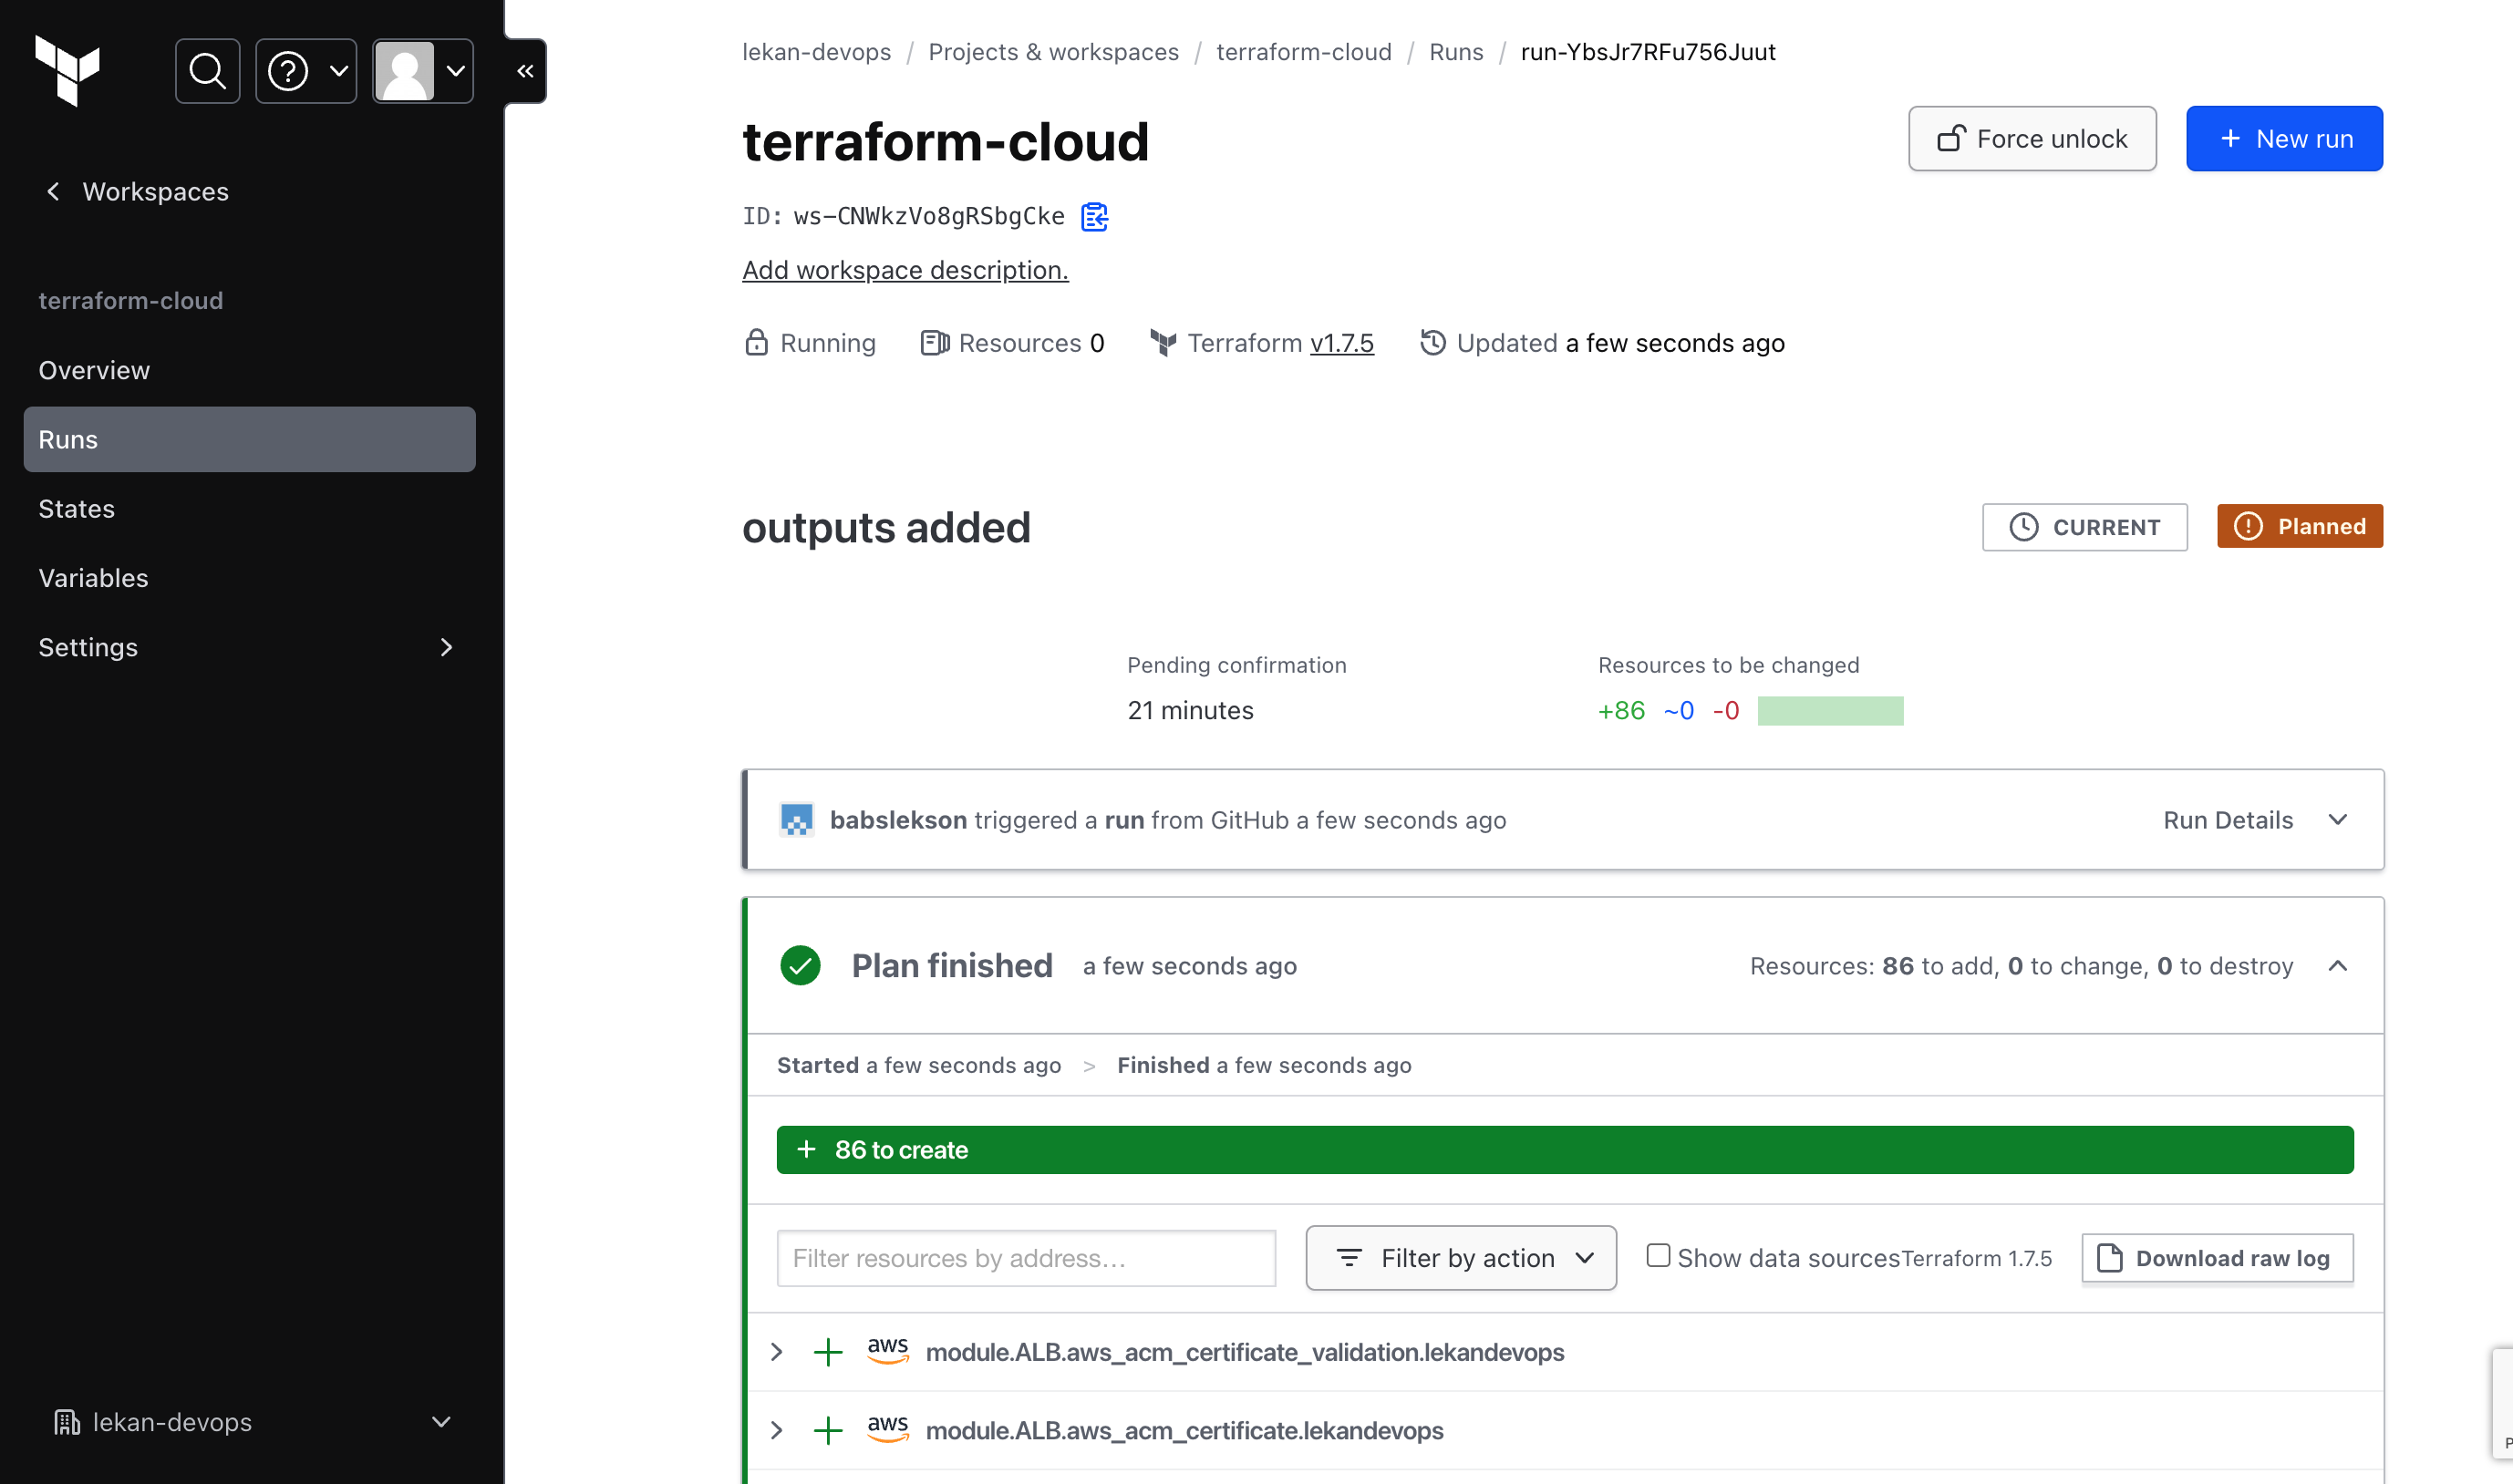 lekan-devops / Projects & workspaces / terraform-cloud / Runs / run-YbsJr7RFu756Juut
Workspaces
terraform-cloud
Overview
Runs
States
Variables
Settings
lekan-devops
terraform-cloud
Force unlock
+ New run
ID: ws-CNWkzVo8gRSbgCke
Add workspace description.
Running Resources 0 Terraform v1.7.5 Updated a few seconds ago
outputs added
CURRENT
Planned
Pending confirmation
21 minutes
Resources to be changed
+86 ~0 -0
babslekson triggered a run from GitHub a few seconds ago
Run Details
Plan finished a few seconds ago
Resources: 86 to add, 0 to change, 0 to destroy
Started a few seconds ago > Finished a few seconds ago
+ 86 to create
Filter resources by address...
Filter by action
Show data sources
Terraform 1.7.5
Download raw log
aws module.ALB.aws_acm_certificate_validation.lekandevops
aws module.ALB.aws_acm_certificate.lekandevops